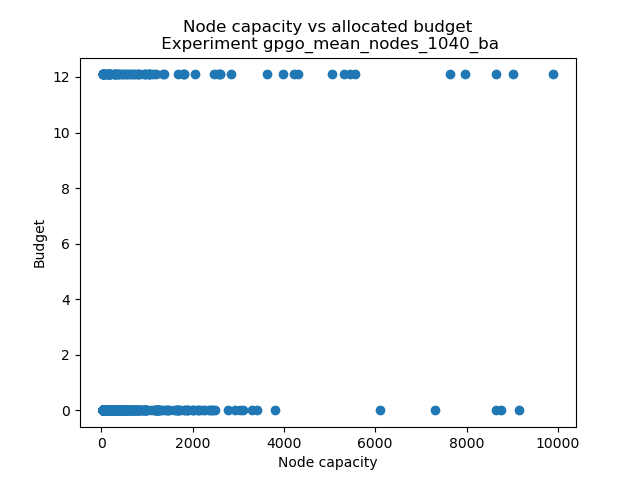 Node capacity vs allocated budget
Experiment gpgo_mean_nodes_1040_ba
12
10
8
6
4
2
0
Budget
0 2000 4000 6000 8000 10000
Node capacity